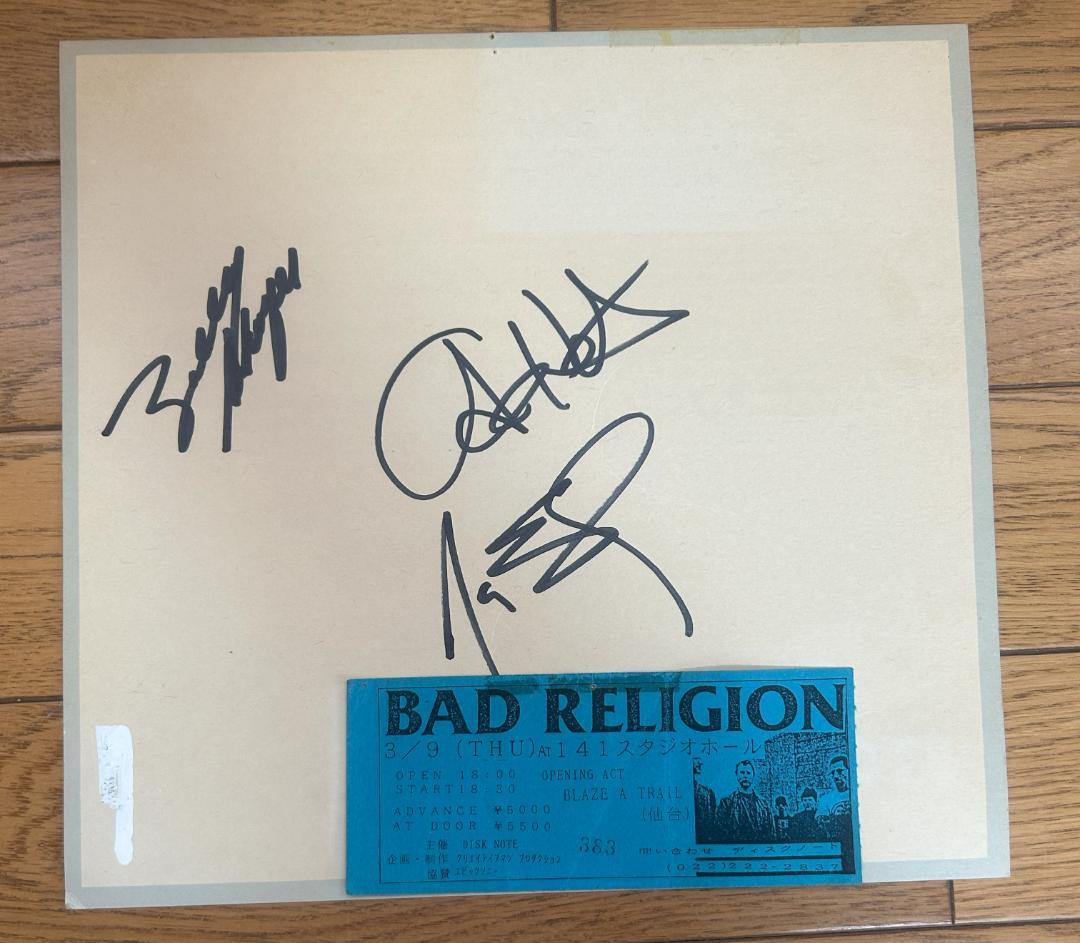 BAD RELIGION
3/9 (THU) AT 141スタジオホール
OPEN 18:00 OPENING ACT
START 18:30 BLAZE A TRAIL
ADVANCE ¥5000 (仙台)
AT DOOR ¥5500
主催 DISK NOTE 383 問い合わせ ディスクノート
企画・制作 クリエイティブマン プロダクション (022)222-2837
協賛 エピックソニー